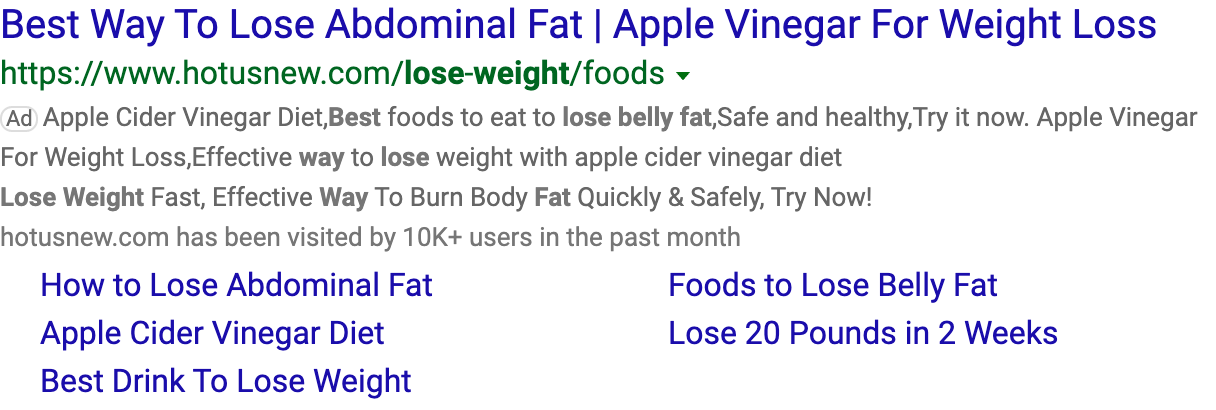 Best Way To Lose Abdominal Fat | Apple Vinegar For Weight Loss
https://www.hotusnew.com/lose-weight/foods
Ad Apple Cider Vinegar Diet,Best foods to eat to lose belly fat,Safe and healthy,Try it now. Apple Vinegar
For Weight Loss,Effective way to lose weight with apple cider vinegar diet
Lose Weight Fast, Effective Way To Burn Body Fat Quickly & Safely, Try Now!
hotusnew.com has been visited by 10K+ users in the past month
How to Lose Abdominal Fat
Foods to Lose Belly Fat
Apple Cider Vinegar Diet
Lose 20 Pounds in 2 Weeks
Best Drink To Lose Weight